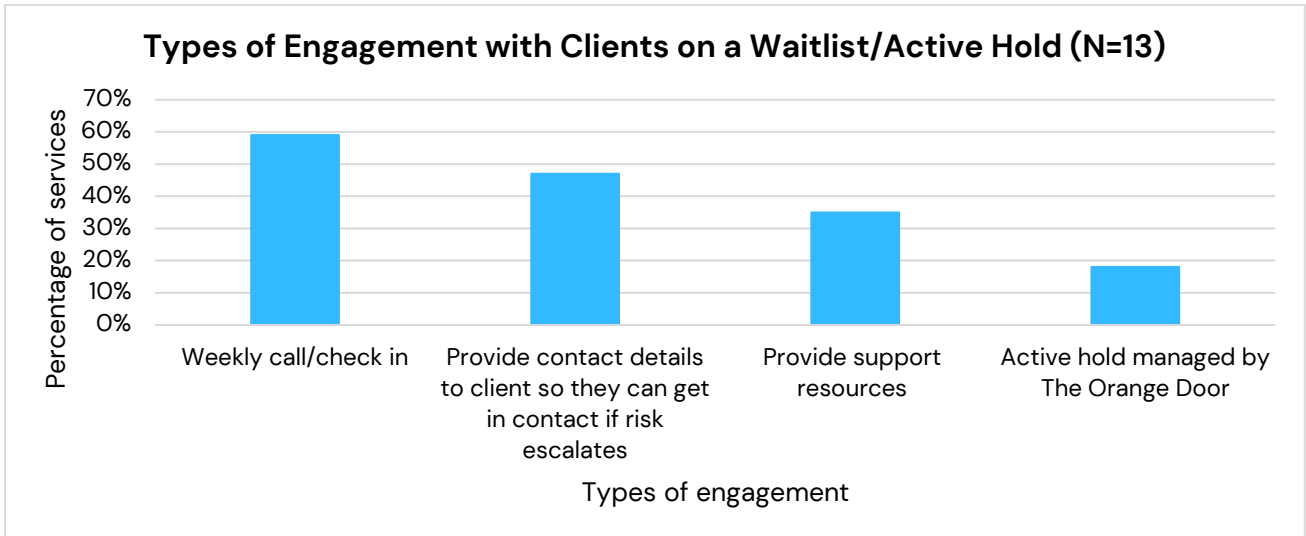 Types of Engagement with Clients on a Waitlist/Active Hold (N=13)
Percentage of services
70%
60%
50%
40%
30%
20%
10%
0%
Weekly call/check in
Provide contact details
to client so they can get
in contact if risk
escalates
Provide support
resources
Active hold managed by
The Orange Door
Types of engagement